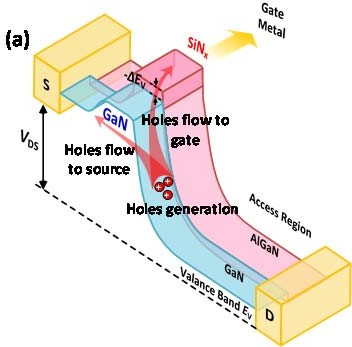 (a)
Gate
Metal
SiNₓ
S
-ΔEᵥ
GaN
Holes flow to
gate
V_DS
Holes flow
to source
Holes generation
Access Region
AlGaN
GaN
Valance Band Eᵥ
D